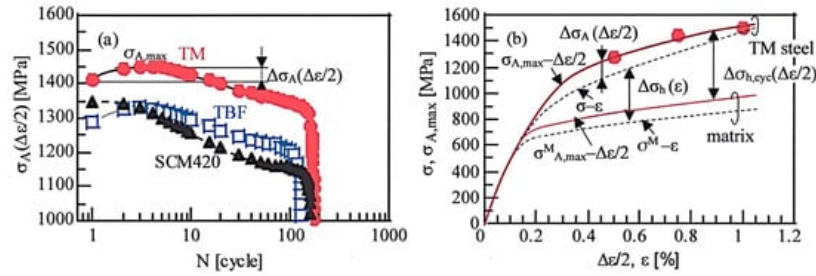 (a)
σA,max
TM
ΔσA(Δε/2)
TBF
SCM420
σA(Δε/2) [MPa]
1500
1400
1300
1200
1100
1000
1
10
100
1000
N [cycle]
(b)
ΔσA(Δε/2)
TM steel
σA,max–Δε/2
Δσh,cyc(Δε/2)
Δσh(ε)
σ–ε
matrix
σᴹA,max–Δε/2
σᴹ–ε
σ, σA,max [MPa]
1600
1400
1200
1000
800
600
400
200
0
0
0.2
0.4
0.6
0.8
1.0
1.2
Δε/2, ε [%]